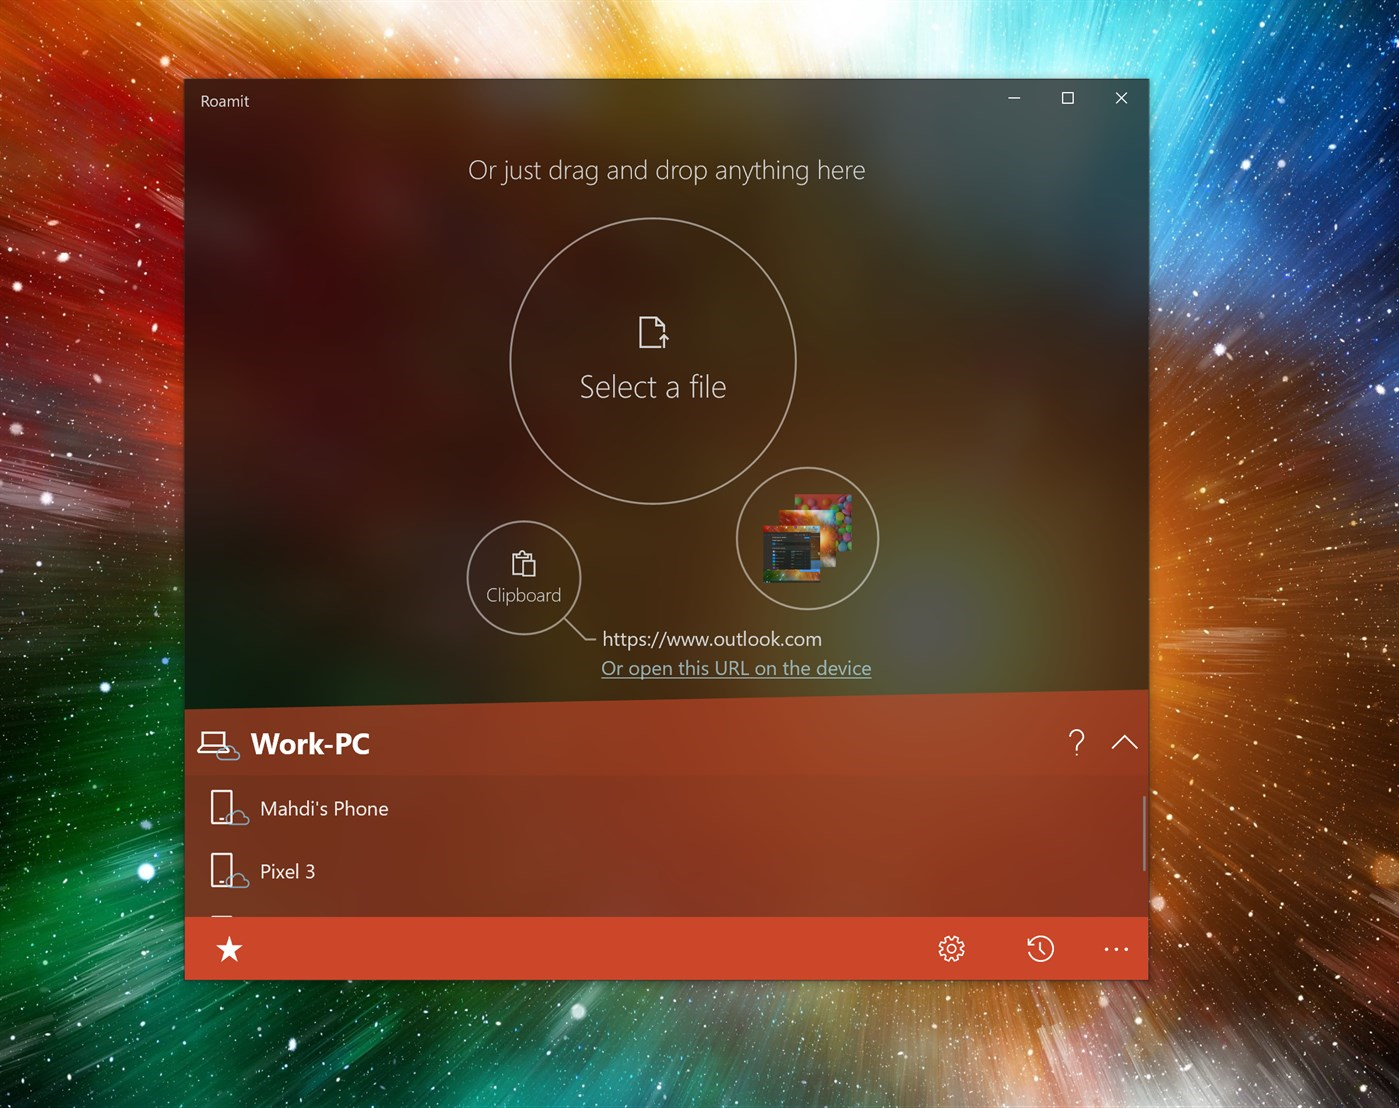 Roamit
Or just drag and drop anything here
Select a file
Clipboard
https://www.outlook.com
Or open this URL on the device
Work-PC
?
Mahdi's Phone
Pixel 3